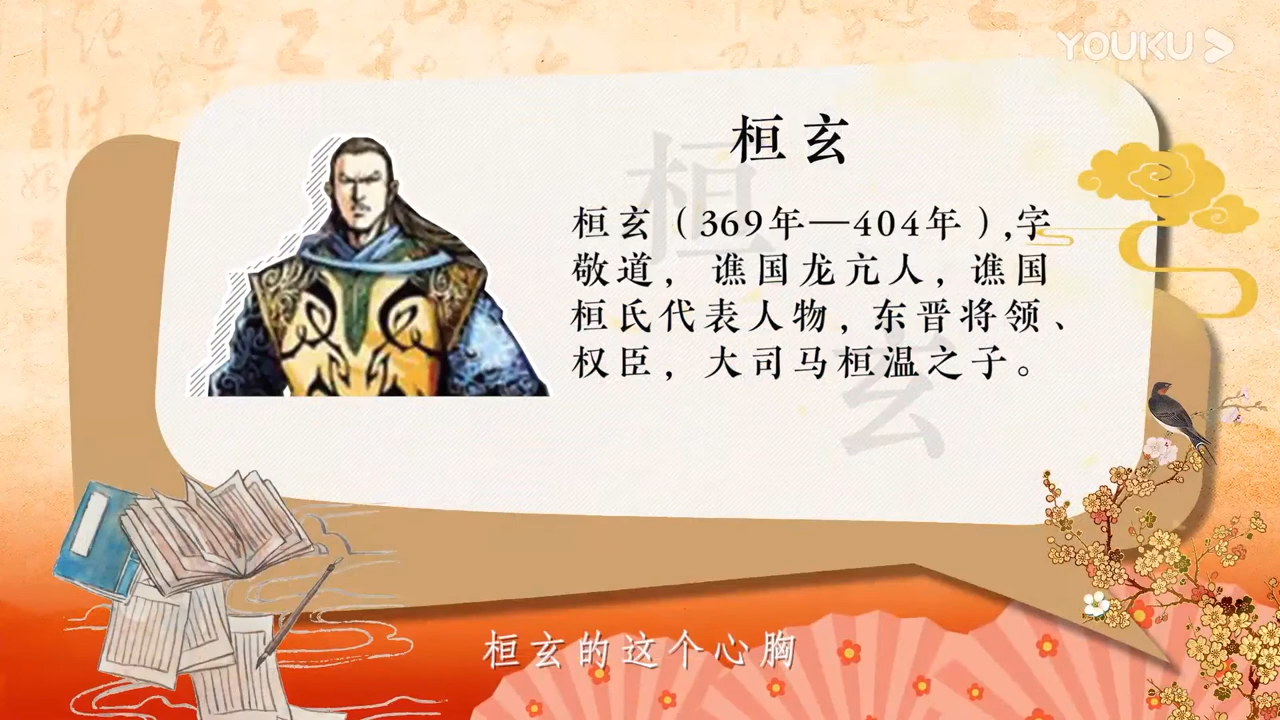 YOUKU
桓玄
桓玄（369年—404年）,字
敬道，谯国龙亢人，谯国
桓氏代表人物，东晋将领、
权臣，大司马桓温之子。
桓玄
桓玄的这个心胸